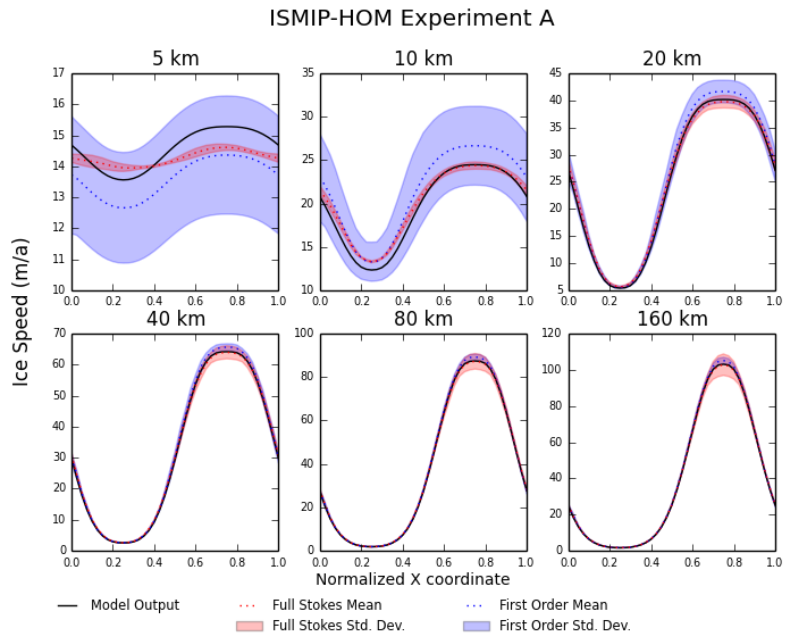 ISMIP-HOM Experiment A
5 km
10 km
20 km
17
16
15
14
13
12
11
10
0.0 0.2 0.4 0.6 0.8 1.0
35
30
25
20
15
10
0.0 0.2 0.4 0.6 0.8 1.0
45
40
35
30
25
20
15
10
5
0.0 0.2 0.4 0.6 0.8 1.0
Ice Speed (m/a)
40 km
80 km
160 km
70
60
50
40
30
20
10
0
0.0 0.2 0.4 0.6 0.8 1.0
100
80
60
40
20
0
0.0 0.2 0.4 0.6 0.8 1.0
120
100
80
60
40
20
0
0.0 0.2 0.4 0.6 0.8 1.0
Normalized X coordinate
Model Output
Full Stokes Mean
First Order Mean
Full Stokes Std. Dev.
First Order Std. Dev.